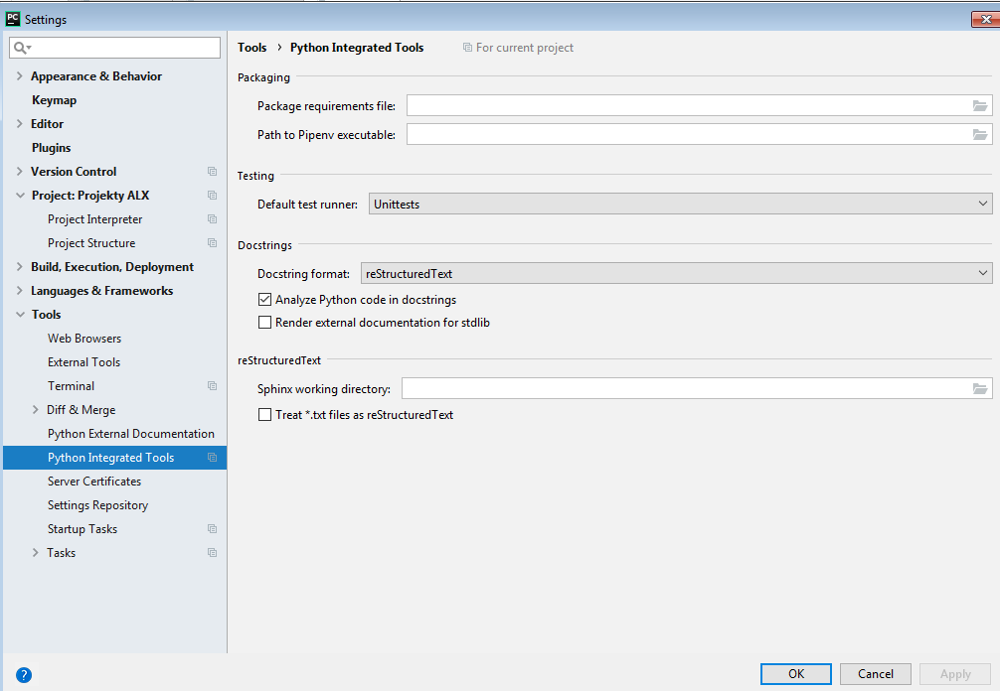 PC Settings
Appearance & Behavior
Keymap
Editor
Plugins
Version Control
Project: Projekty ALX
Project Interpreter
Project Structure
Build, Execution, Deployment
Languages & Frameworks
Tools
Web Browsers
External Tools
Terminal
Diff & Merge
Python External Documentation
Python Integrated Tools
Server Certificates
Settings Repository
Startup Tasks
Tasks
Tools › Python Integrated Tools For current project
Packaging
Package requirements file:
Path to Pipenv executable:
Testing
Default test runner: Unittests
Docstrings
Docstring format: reStructuredText
Analyze Python code in docstrings
Render external documentation for stdlib
reStructuredText
Sphinx working directory:
Treat *.txt files as reStructuredText
? OK Cancel Apply